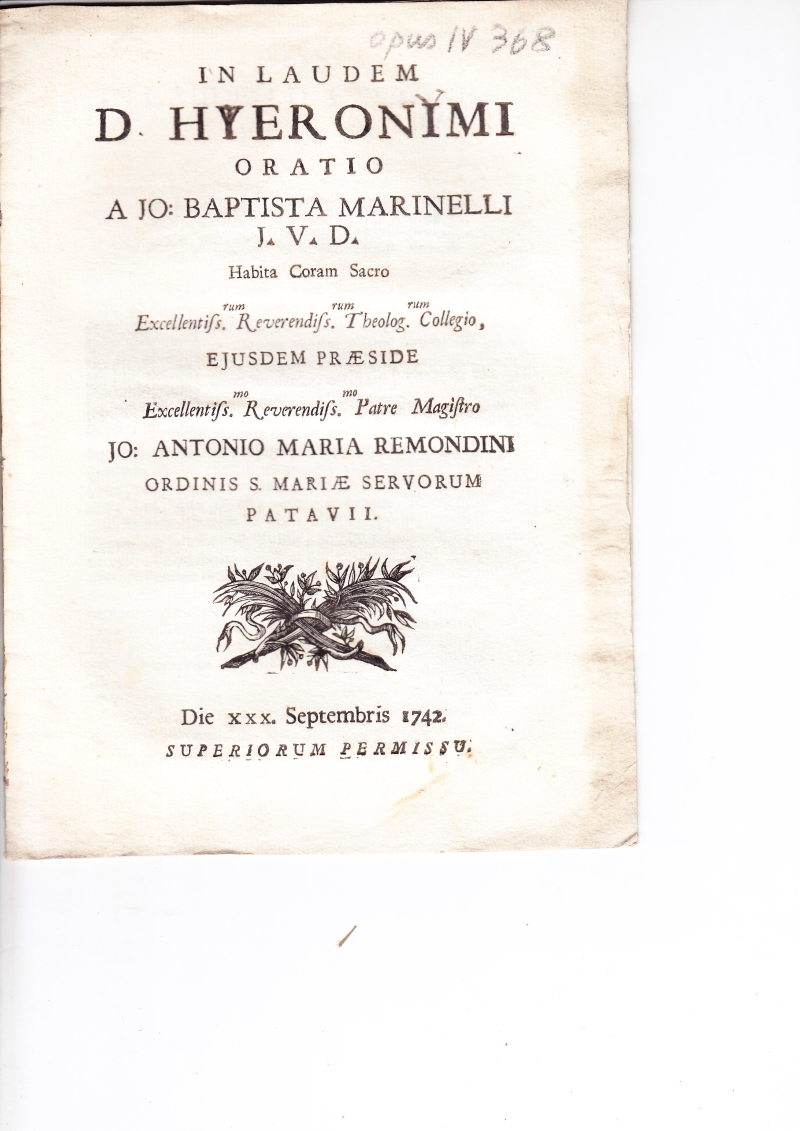 opus IV 368
IN LAUDEM
D. HYERONYMI
ORATIO
A JO: BAPTISTA MARINELLI
J. V. D.
Habita Coram Sacro
Excellentiſs.rum Reverendiſs.rum Theolog.rum Collegio,
EJUSDEM PRÆSIDE
Excellentiſs.mo Reverendiſs.mo Patre Magiſtro
JO: ANTONIO MARIA REMONDINI
ORDINIS S. MARIÆ SERVORUM
PATAVII.
Die XXX. Septembris 1742.
SUPERIORUM PERMISSU.